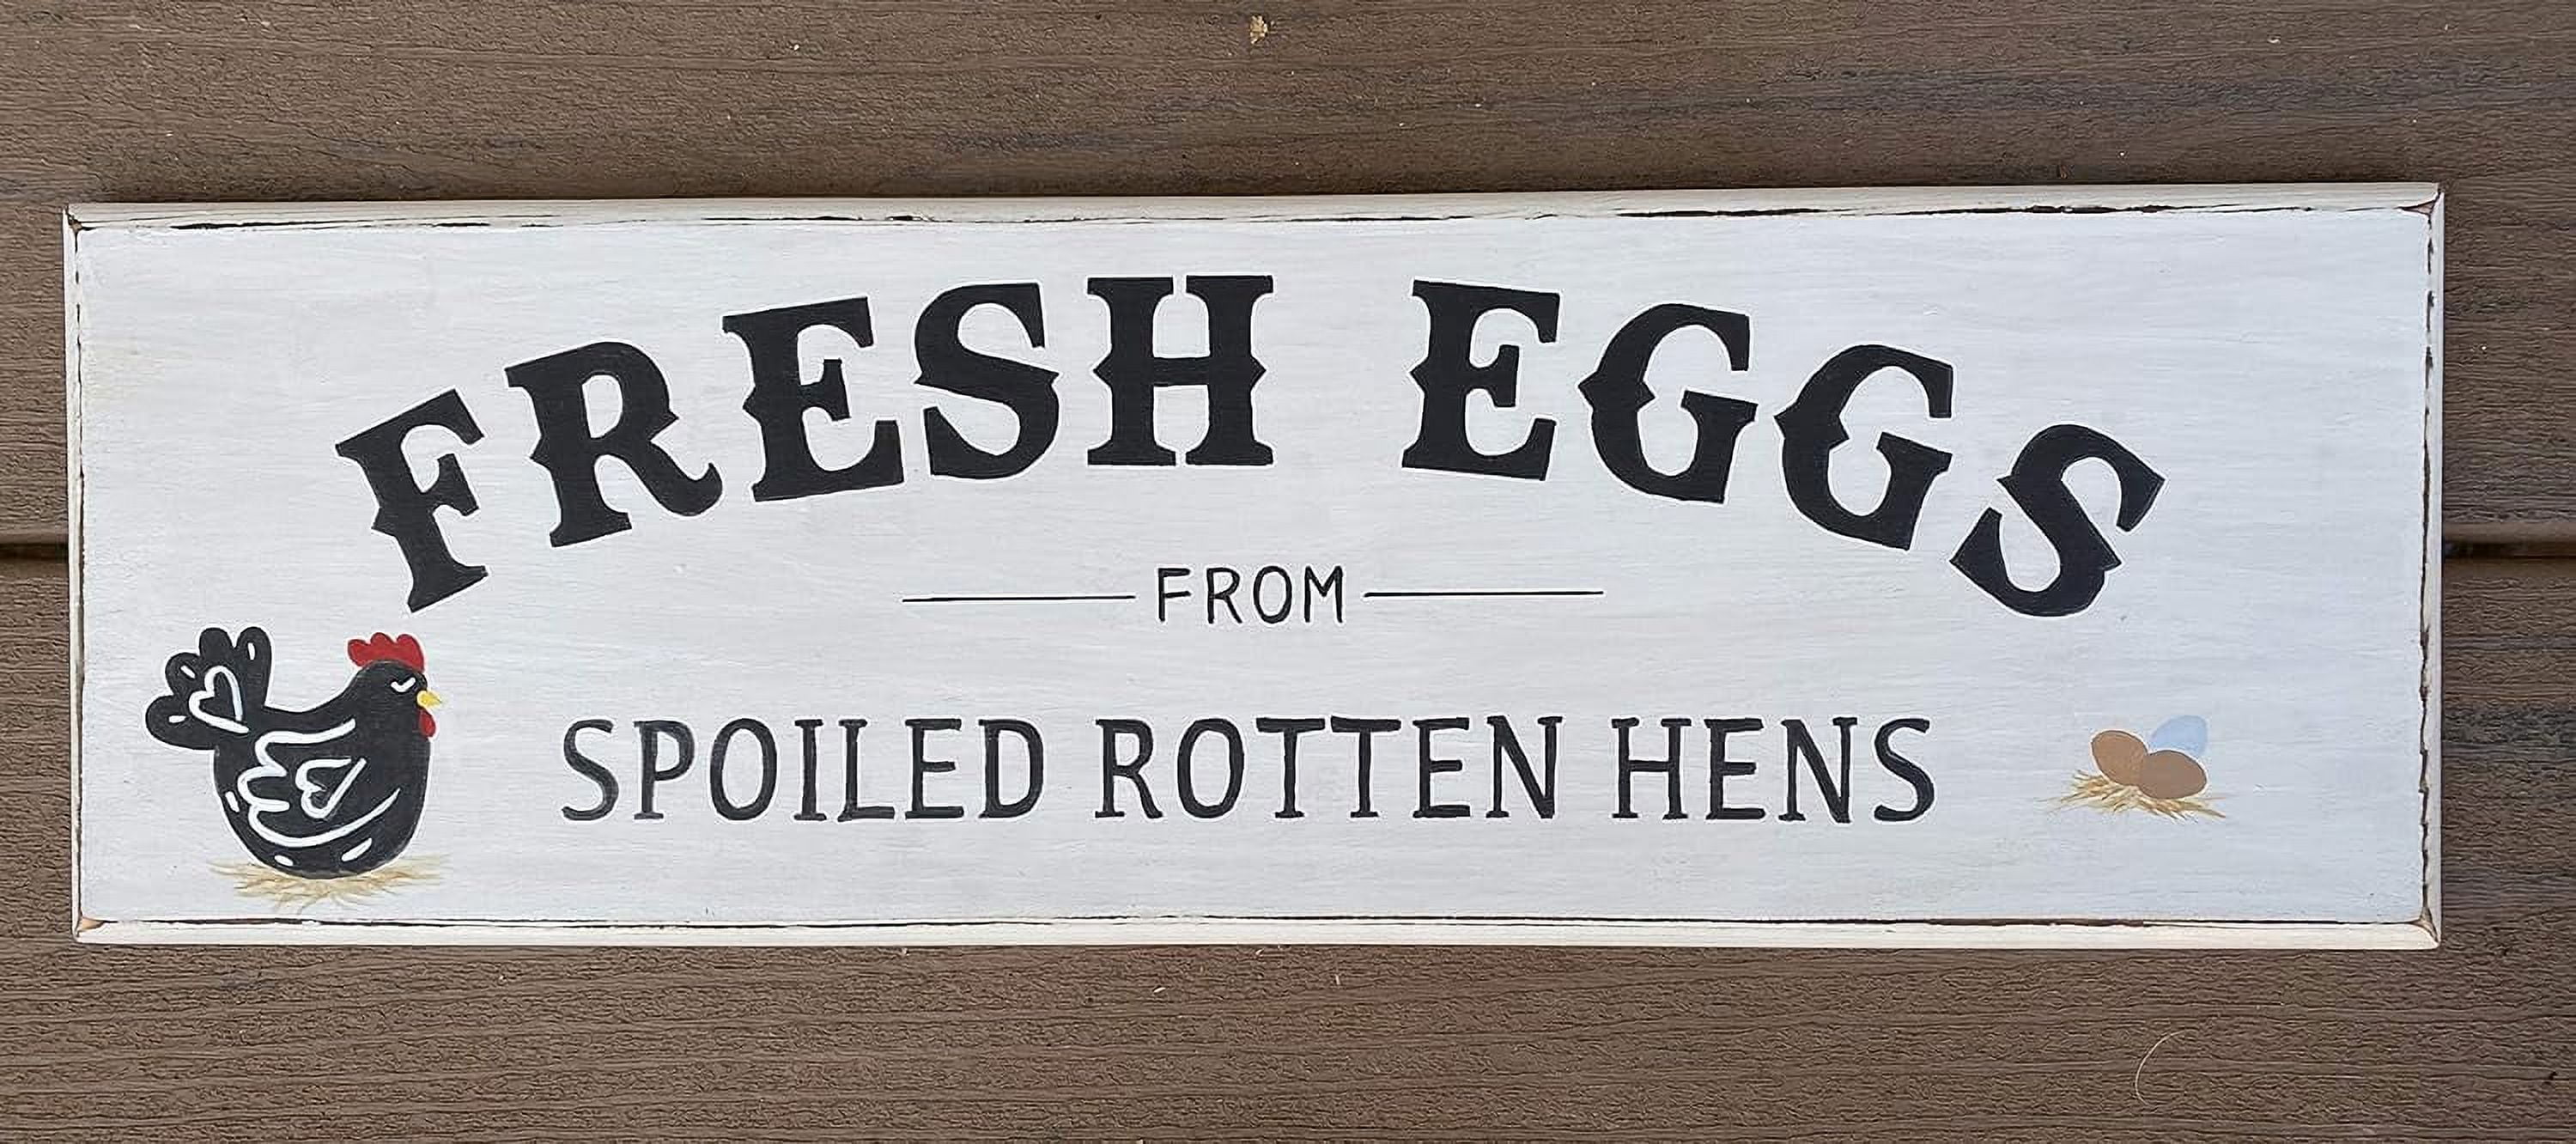 FRESH EGGS
FROM
SPOILED ROTTEN HENS